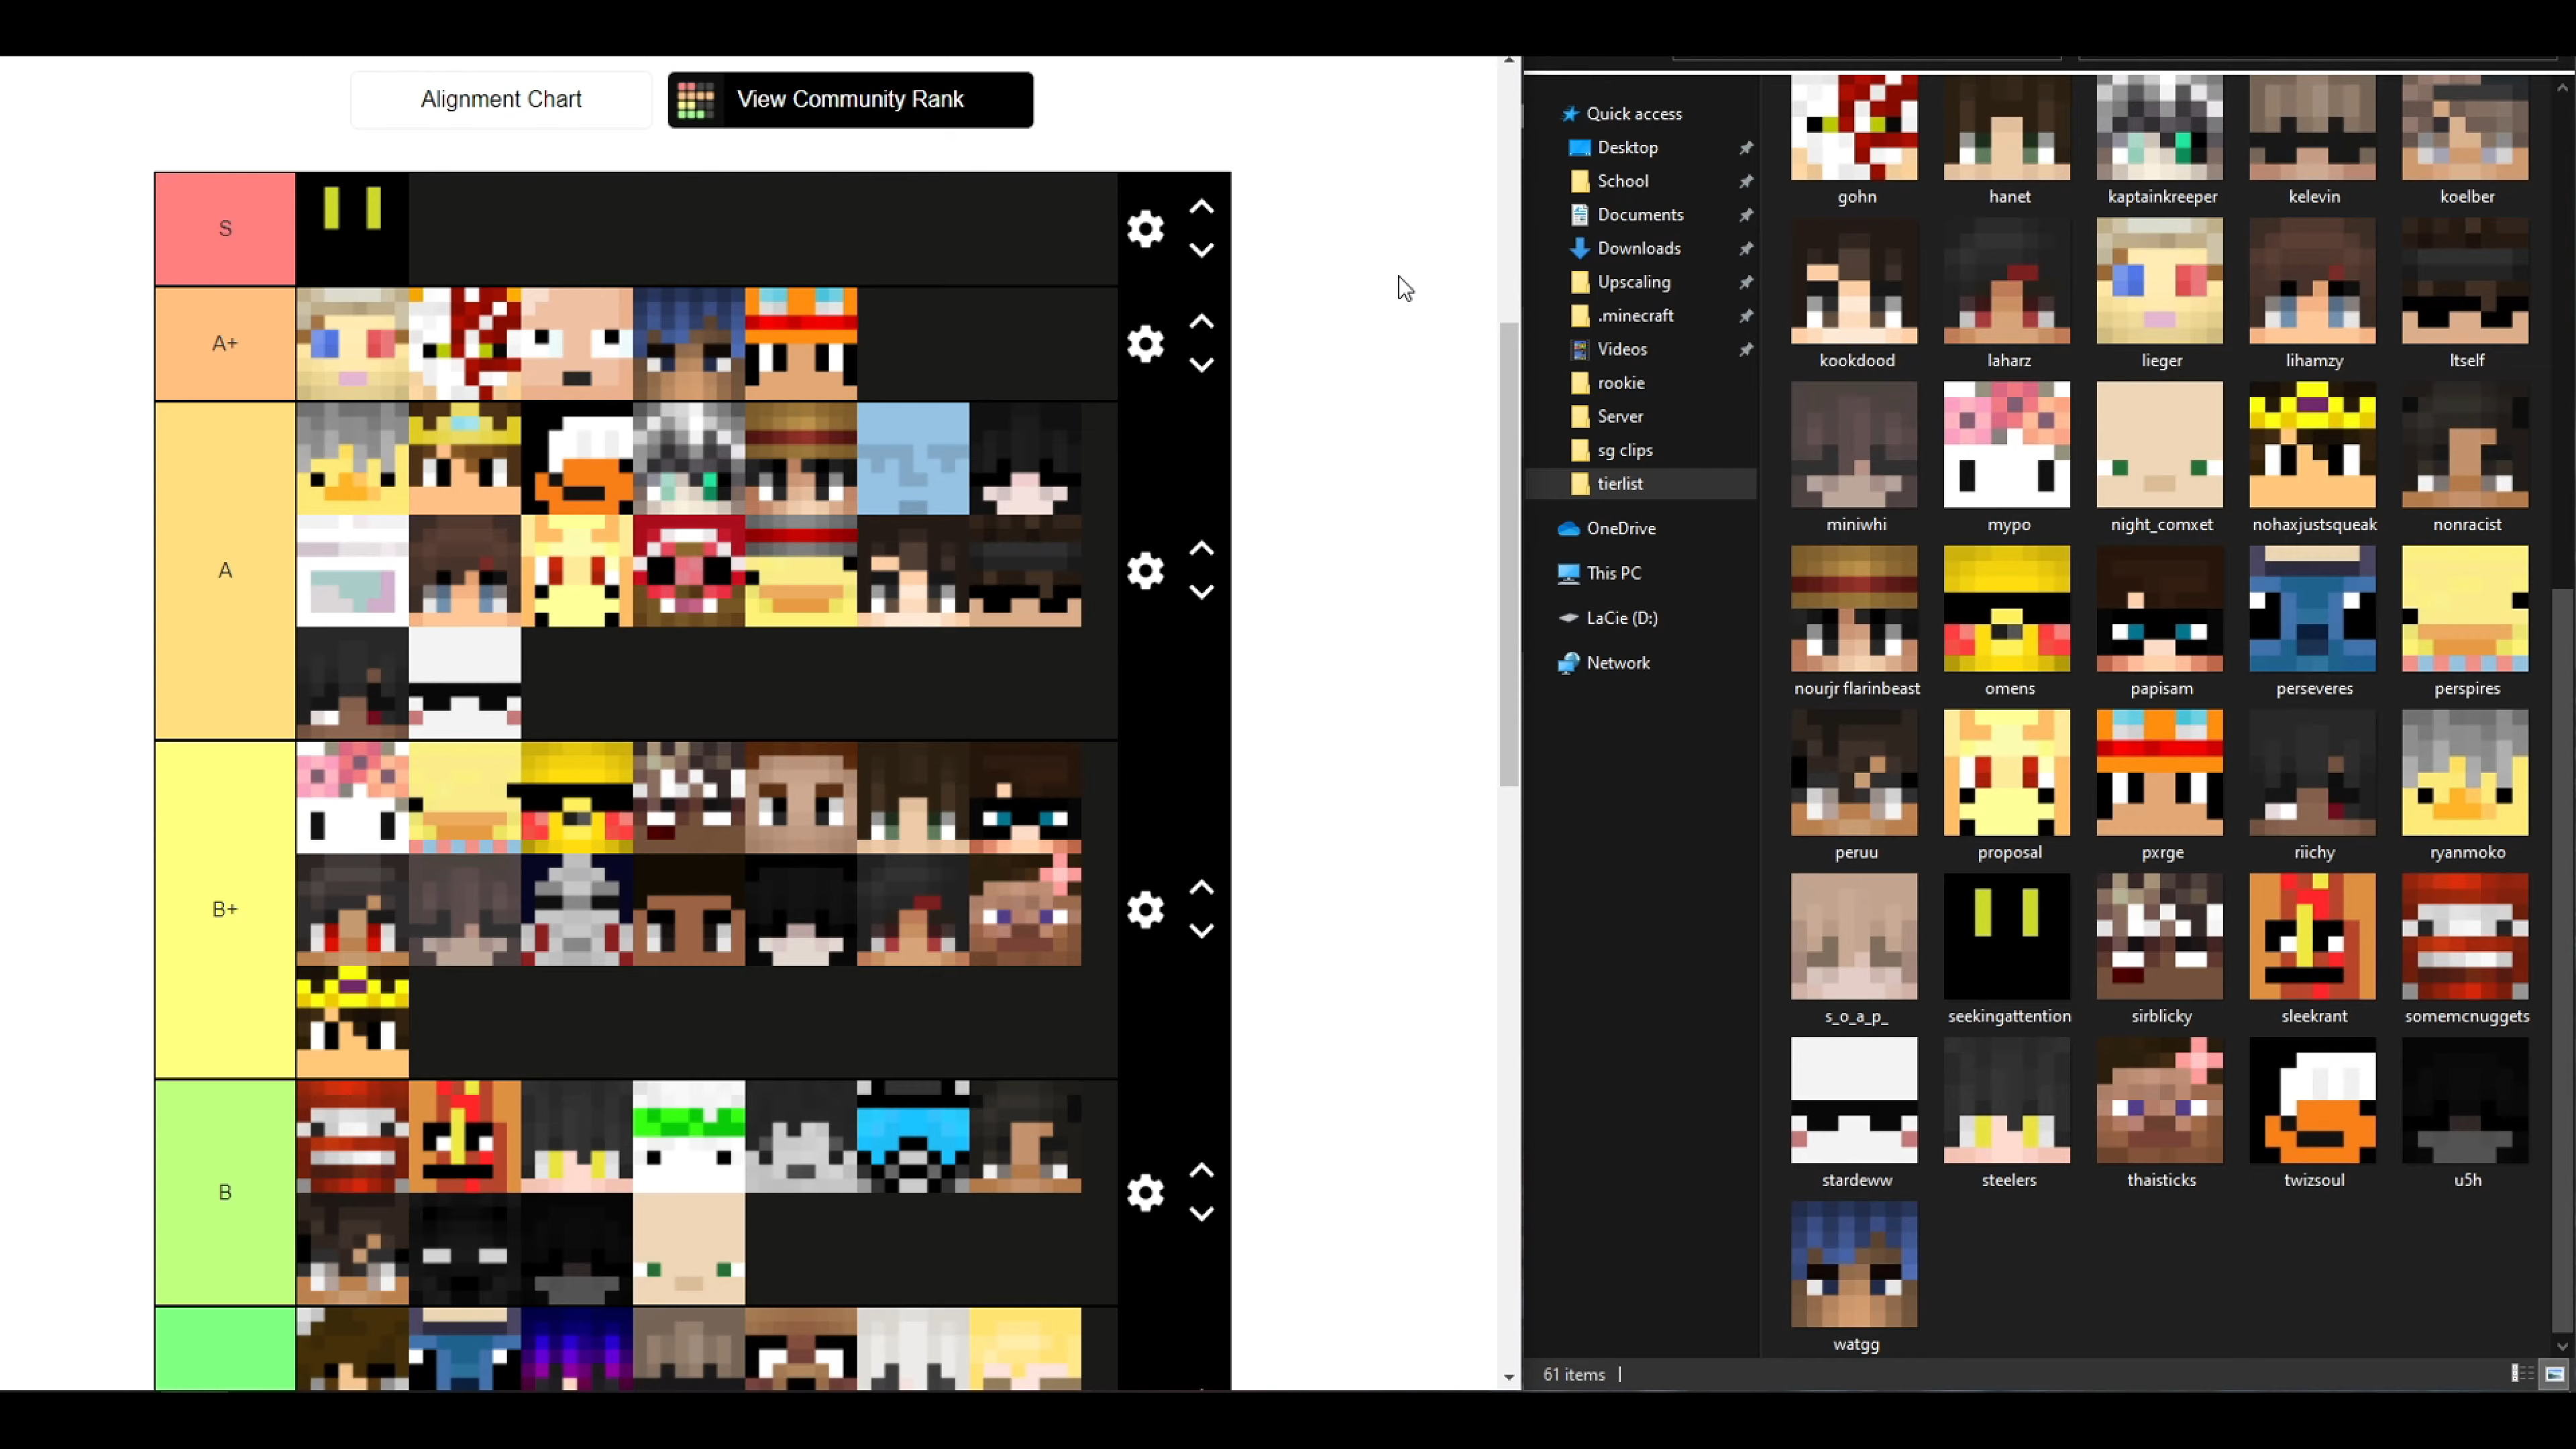 Alignment Chart
View Community Rank
S
A+
A
B+
B
Quick access
Desktop
School
Documents
Downloads
Upscaling
.minecraft
Videos
rookie
Server
sg clips
tierlist
OneDrive
This PC
LaCie (D:)
Network
gohn hanet kaptainkreeper kelevin koelber
kookdood laharz lieger lihamzy ltself
miniwhi mypo night_comxet nohaxjustsqueak nonracist
nourjr flarinbeast omens papisam perseveres perspires
peruu proposal pxrge riichy ryanmoko
s_o_a_p_ seekingattention sirblicky sleekrant somemcnuggets
stardeww steelers thaisticks twizsoul u5h
watgg
61 items